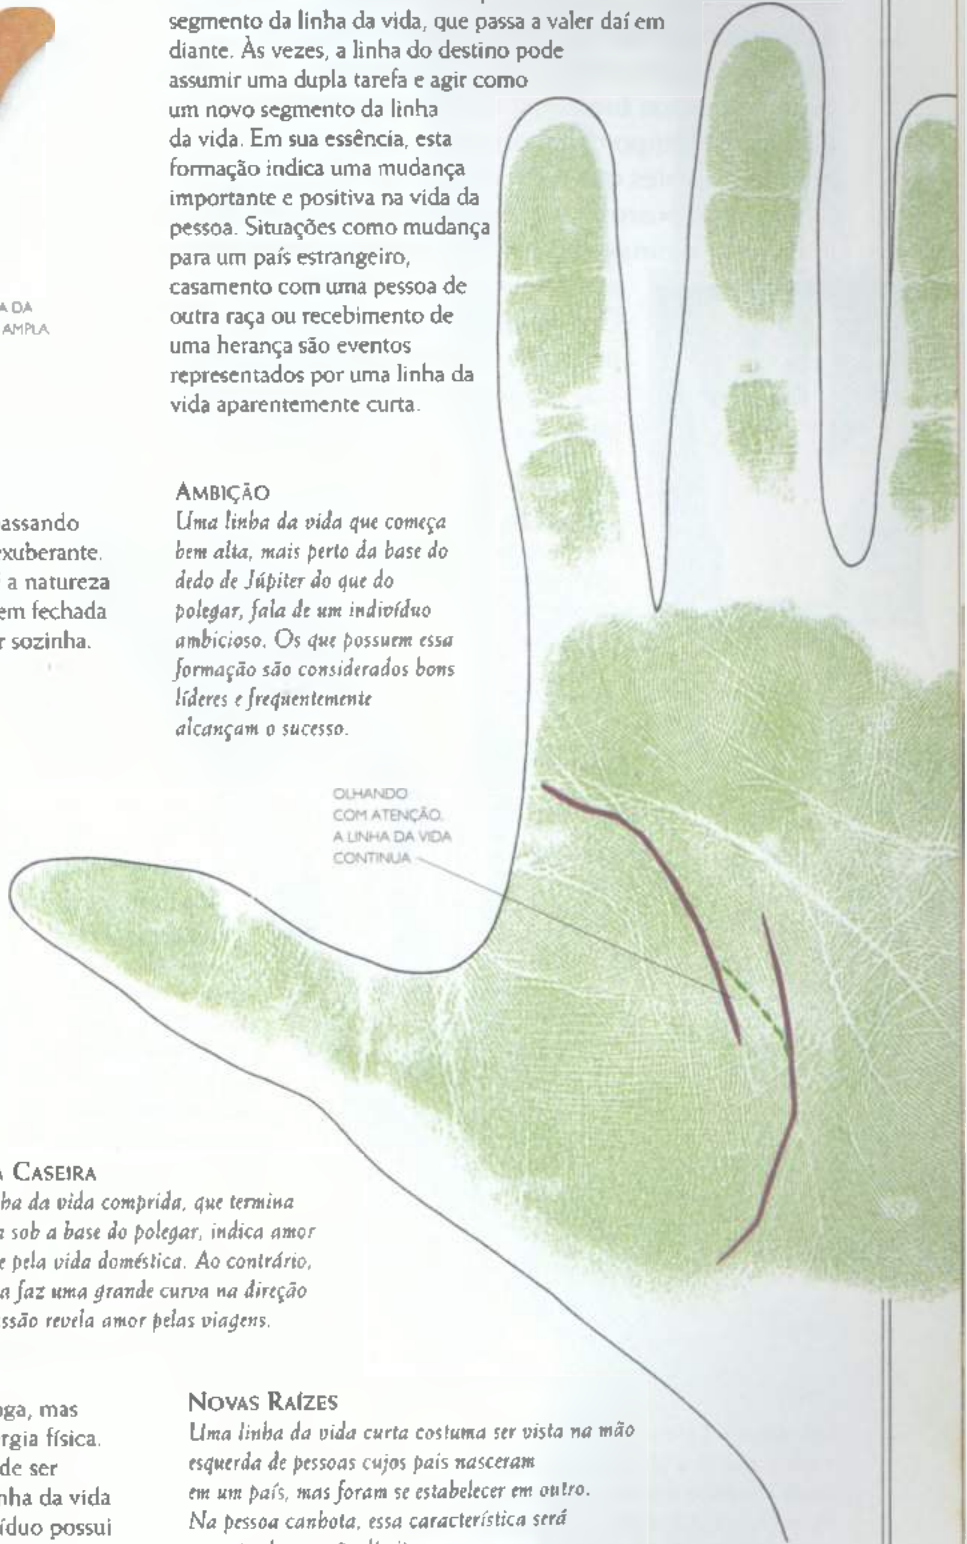 segmento da linha da vida, que passa a valer daí em
diante. Às vezes, a linha do destino pode
assumir uma dupla tarefa e agir como
um novo segmento da linha
da vida. Em sua essência, esta
formação indica uma mudança
importante e positiva na vida da
pessoa. Situações como mudança
para um país estrangeiro,
casamento com uma pessoa de
outra raça ou recebimento de
uma herança são eventos
representados por uma linha da
vida aparentemente curta.
A DA
AMPLA
assando
exuberante.
a natureza
em fechada
r sozinha.
AMBIÇÃO
Uma linha da vida que começa
bem alta, mais perto da base do
dedo de Júpiter do que do
polegar, fala de um indivíduo
ambicioso. Os que possuem essa
formação são considerados bons
líderes e frequentemente
alcançam o sucesso.
OLHANDO
COM ATENÇÃO,
A LINHA DA VIDA
CONTINUA
A CASEIRA
ha da vida comprida, que termina
a sob a base do polegar, indica amor
e pela vida doméstica. Ao contrário,
a faz uma grande curva na direção
ssão revela amor pelas viagens.
nga, mas
rgia física.
de ser
nha da vida
íduo possui
NOVAS RAÍZES
Uma linha da vida curta costuma ser vista na mão
esquerda de pessoas cujos pais nasceram
em um país, mas foram se estabelecer em outro.
Na pessoa canhota, essa característica será